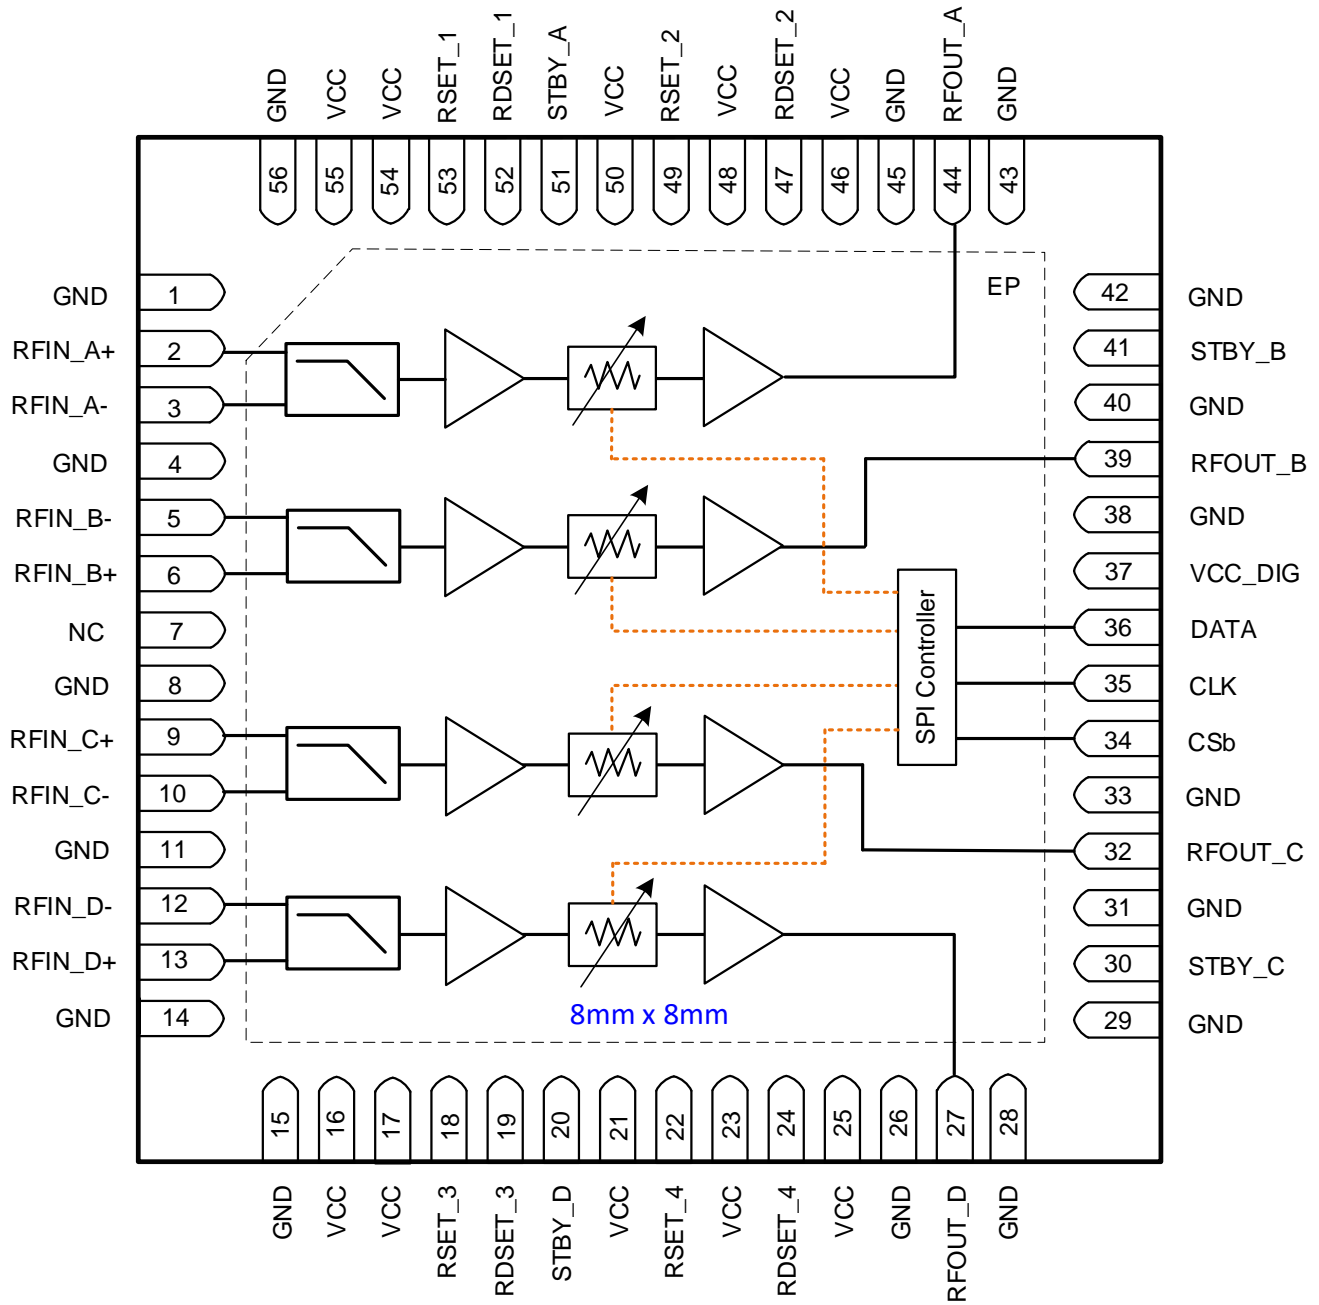 GND
VCC
VCC
RSET_1
RDSET_1
STBY_A
VCC
RSET_2
VCC
RDSET_2
VCC
GND
RFOUT_A
GND
56
55
54
53
52
51
50
49
48
47
46
45
44
43
EP
GND
1
RFIN_A+
2
RFIN_A-
3
GND
4
RFIN_B-
5
RFIN_B+
6
NC
7
GND
8
RFIN_C+
9
RFIN_C-
10
GND
11
RFIN_D-
12
RFIN_D+
13
GND
14
SPI Controller
8mm x 8mm
42
GND
41
STBY_B
40
GND
39
RFOUT_B
38
GND
37
VCC_DIG
36
DATA
35
CLK
34
CSb
33
GND
32
RFOUT_C
31
GND
30
STBY_C
29
GND
15
16
17
18
19
20
21
22
23
24
25
26
27
28
GND
VCC
VCC
RSET_3
RDSET_3
STBY_D
VCC
RSET_4
VCC
RDSET_4
VCC
GND
RFOUT_D
GND